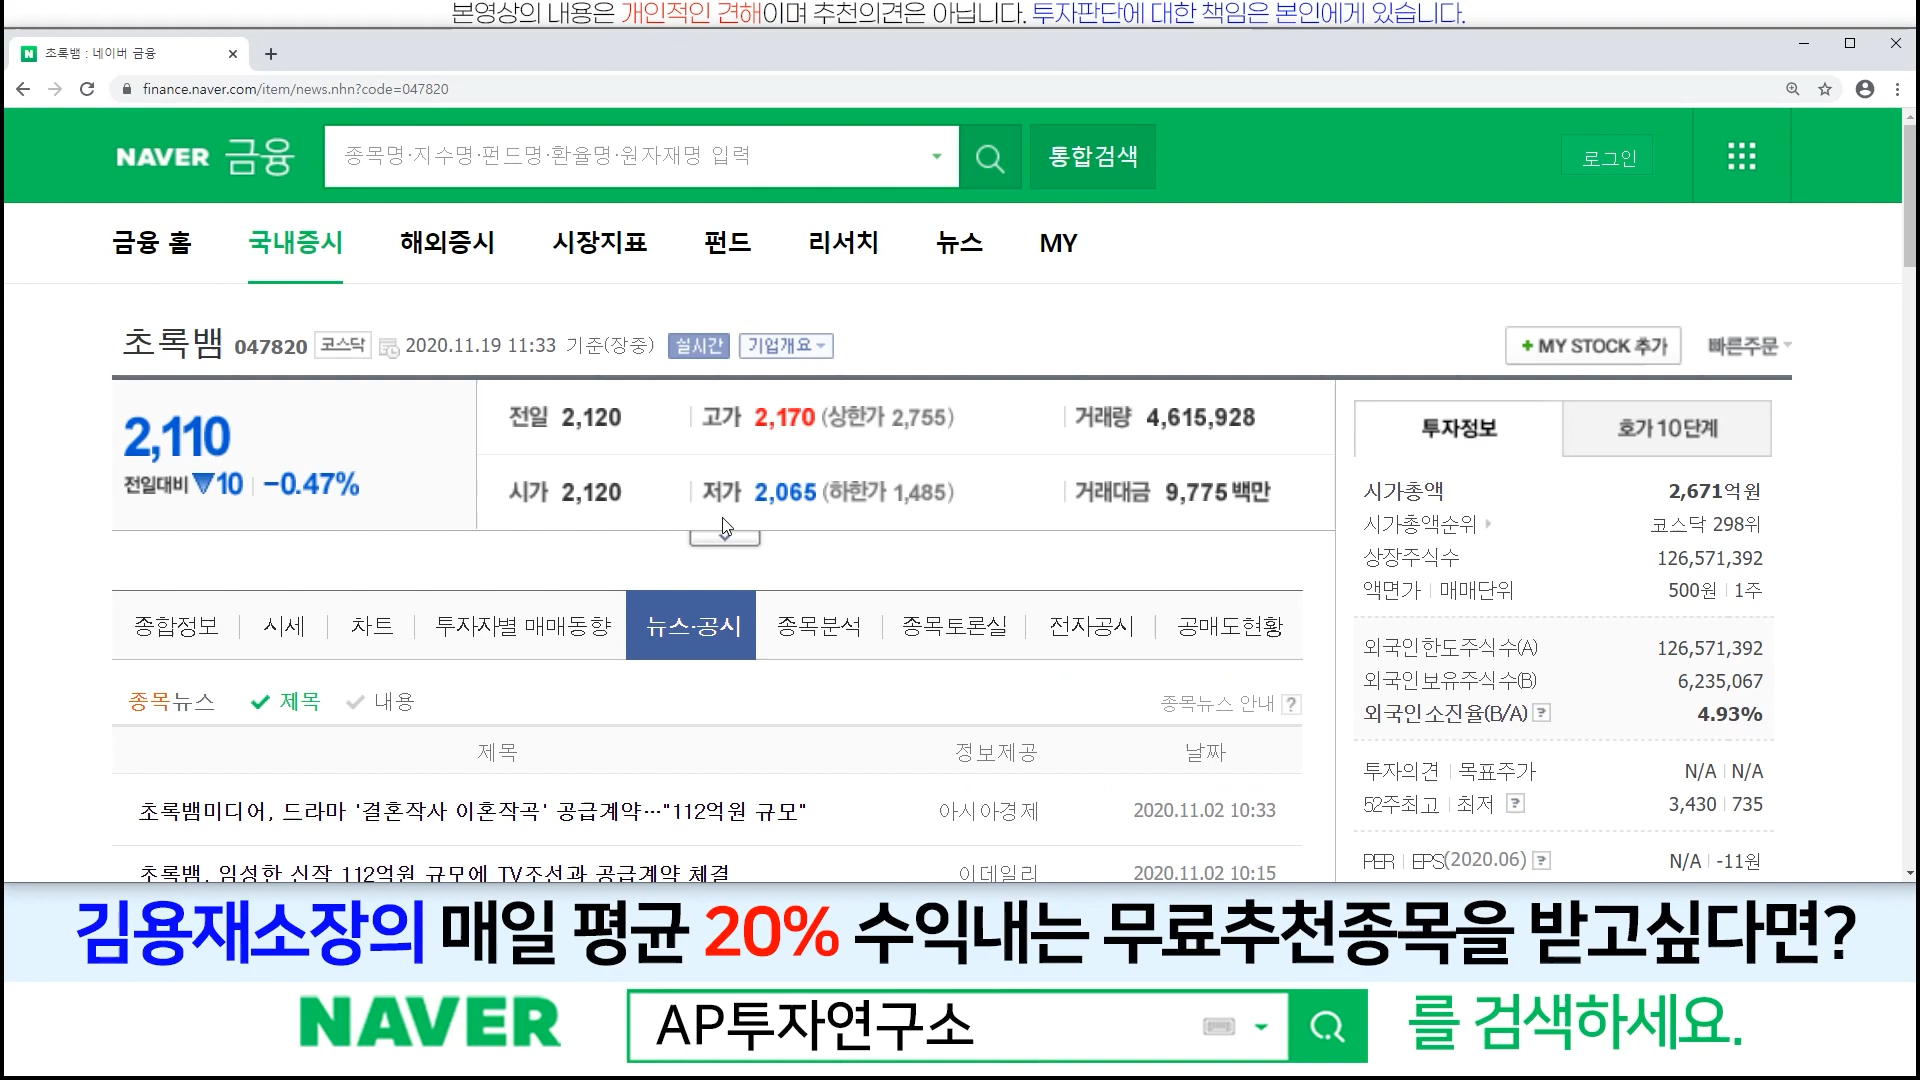 본영상의 내용은 개인적인 견해이며 추천의견은 아닙니다. 투자판단에 대한 책임은 본인에게 있습니다.
초록뱀 : 네이버 금융
finance.naver.com/item/news.nhn?code=047820
NAVER 금융 종목명·지수명·펀드명·환율명·원자재명 입력 통합검색 로그인
금융 홈 국내증시 해외증시 시장지표 펀드 리서치 뉴스 MY
초록뱀 047820 코스닥 2020.11.19 11:33 기준(장중) 실시간 기업개요 + MY STOCK 추가 빠른주문
2,110
전일대비 ▼10 -0.47%
전일 2,120 고가 2,170 (상한가 2,755) 거래량 4,615,928
시가 2,120 저가 2,065 (하한가 1,485) 거래대금 9,775 백만
투자정보 호가 10단계
시가총액 2,671억원
시가총액순위 코스닥 298위
상장주식수 126,571,392
액면가 매매단위 500원 1주
외국인한도주식수(A) 126,571,392
외국인보유주식수(B) 6,235,067
외국인소진율(B/A) ? 4.93%
투자의견 목표주가 N/A N/A
52주최고 최저 ? 3,430 735
PER EPS(2020.06) ? N/A -11원
종합정보 시세 차트 투자자별 매매동향 뉴스·공시 종목분석 종목토론실 전자공시 공매도현황
종목뉴스 제목 내용 종목뉴스 안내 ?
제목 정보제공 날짜
초록뱀미디어, 드라마 '결혼작사 이혼작곡' 공급계약…"112억원 규모" 아시아경제 2020.11.02 10:33
초록뱀, 임성한 신작 112억원 규모에 TV조선과 공급계약 체결 이데일리 2020.11.02 10:15
김용재소장의 매일 평균 20% 수익내는 무료추천종목을 받고싶다면?
NAVER AP투자연구소 를 검색하세요.